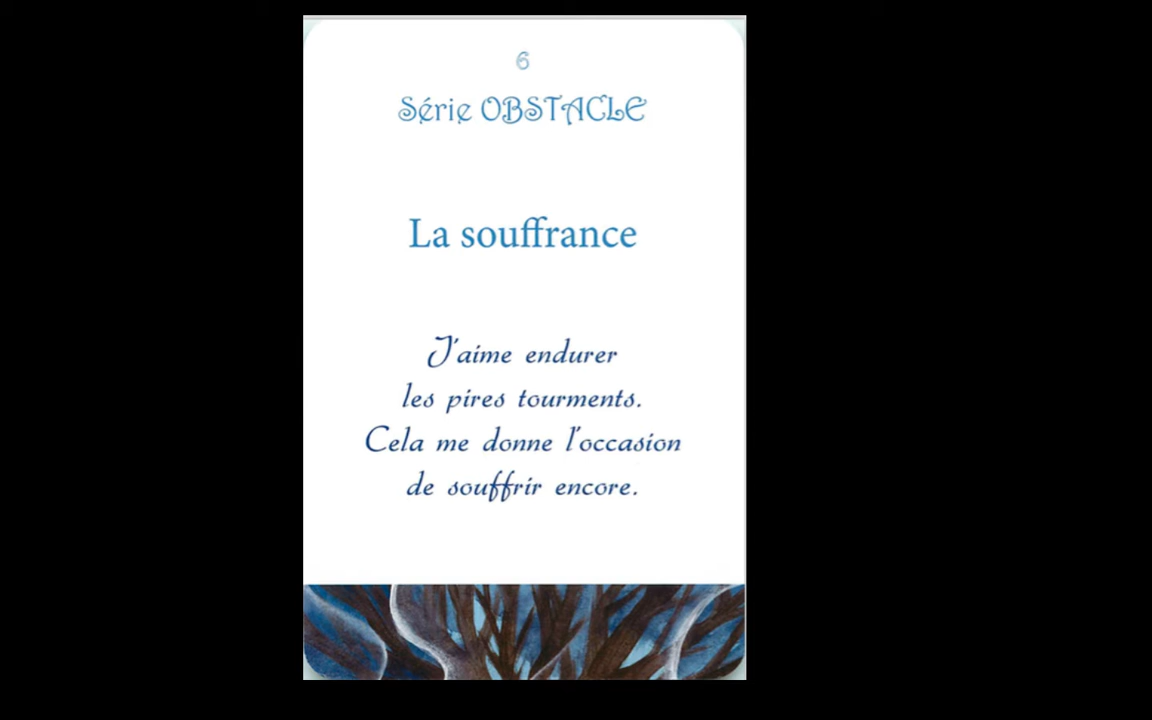 6
Série OBSTACLE
La souffrance
J'aime endurer
les pires tourments.
Cela me donne l'occasion
de souffrir encore.